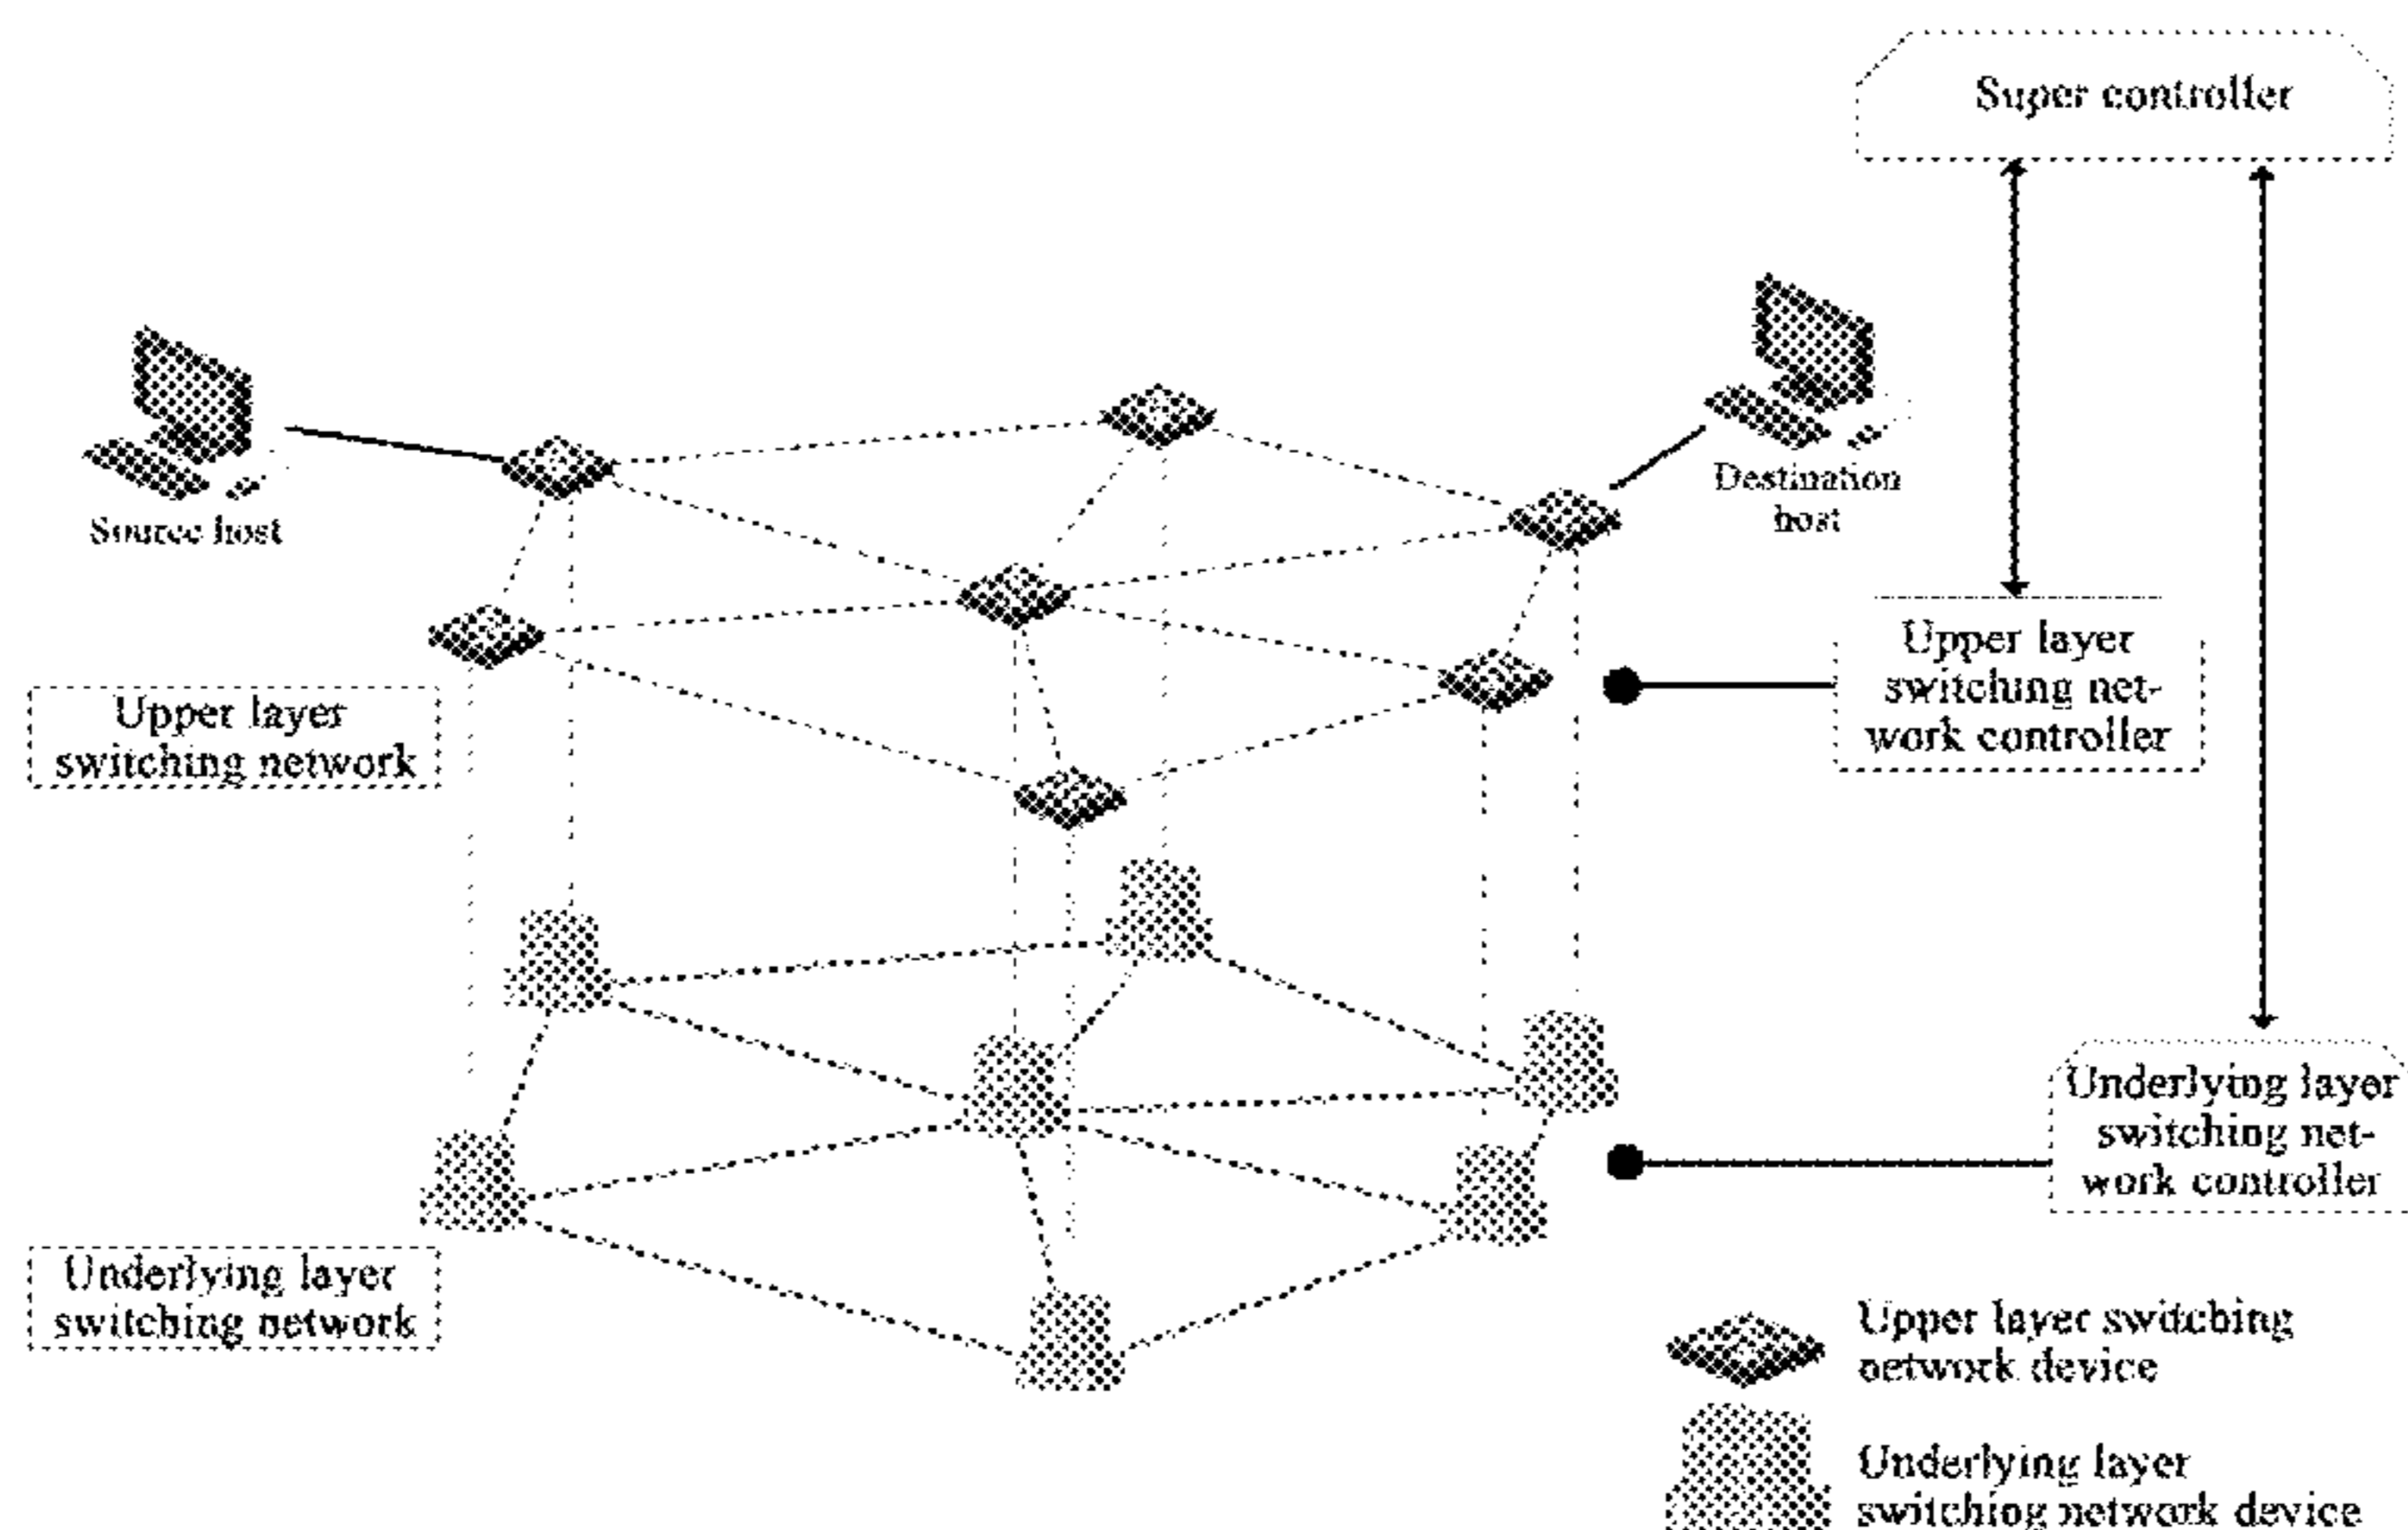 Super controller
Source host
Destination
host
Upper layer
switching network
Upper layer
switching net-
work controller
Underlying layer
switching net-
work controller
Underlying layer
switching network
Upper layer switching
network device
Underlying layer
switching network device